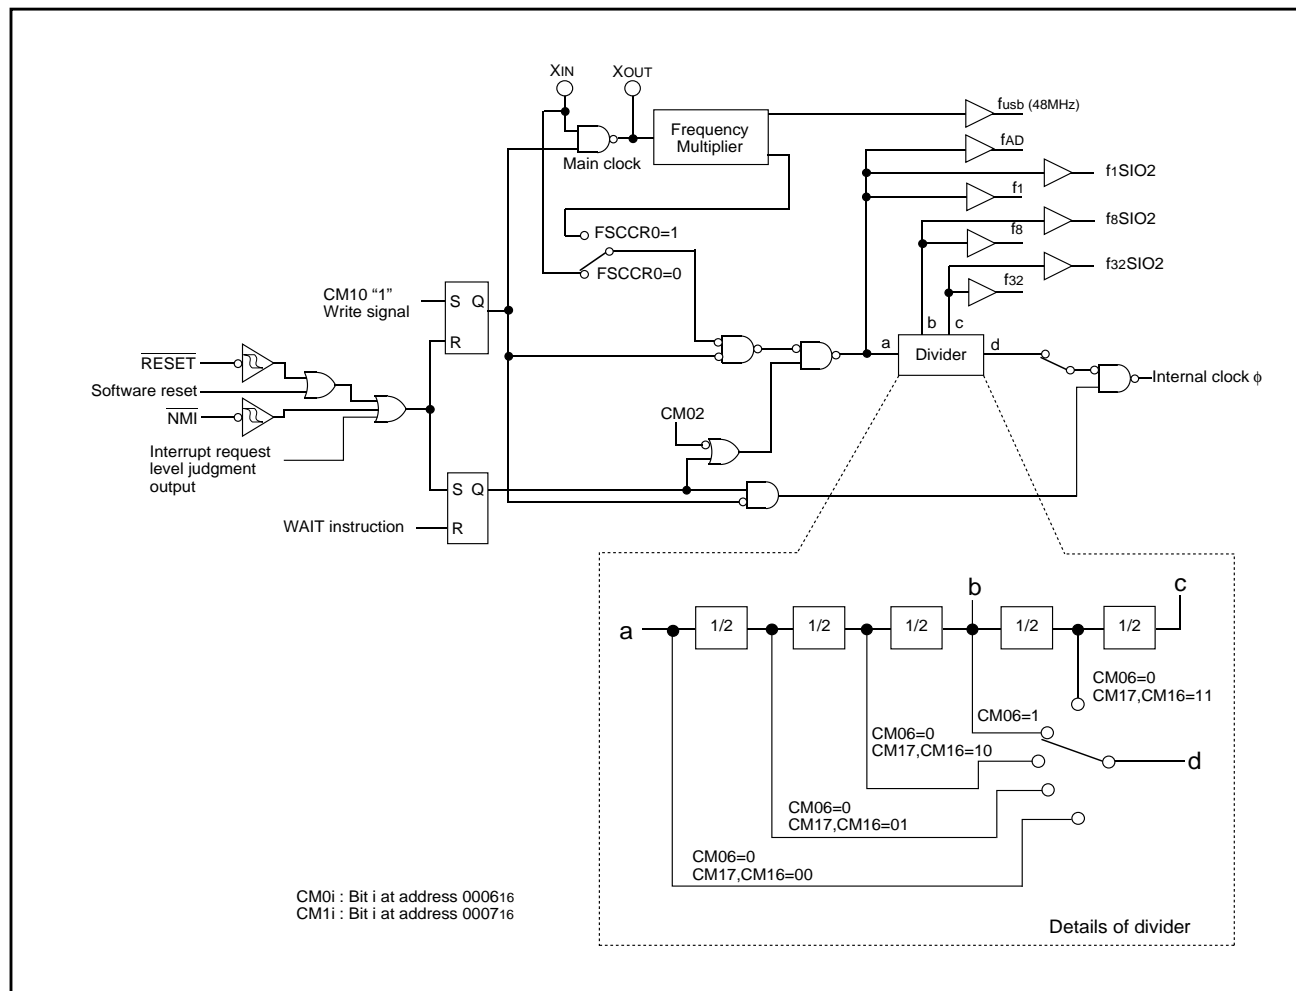 XIN
XOUT
Frequency
Multiplier
Main clock
fusb (48MHz)
fAD
f1SIO2
f1
f8SIO2
f8
f32SIO2
f32
FSCCR0=1
FSCCR0=0
CM10 “1”
Write signal
S Q
R
RESET
Software reset
NMI
Interrupt request
level judgment
output
CM02
b c
a
Divider
d
Internal clock ϕ
S Q
R
WAIT instruction
b
c
a
1/2
1/2
1/2
1/2
1/2
CM06=0
CM17,CM16=11
CM06=1
CM06=0
CM17,CM16=10
d
CM06=0
CM17,CM16=01
CM06=0
CM17,CM16=00
CM0i : Bit i at address 000616
CM1i : Bit i at address 000716
Details of divider